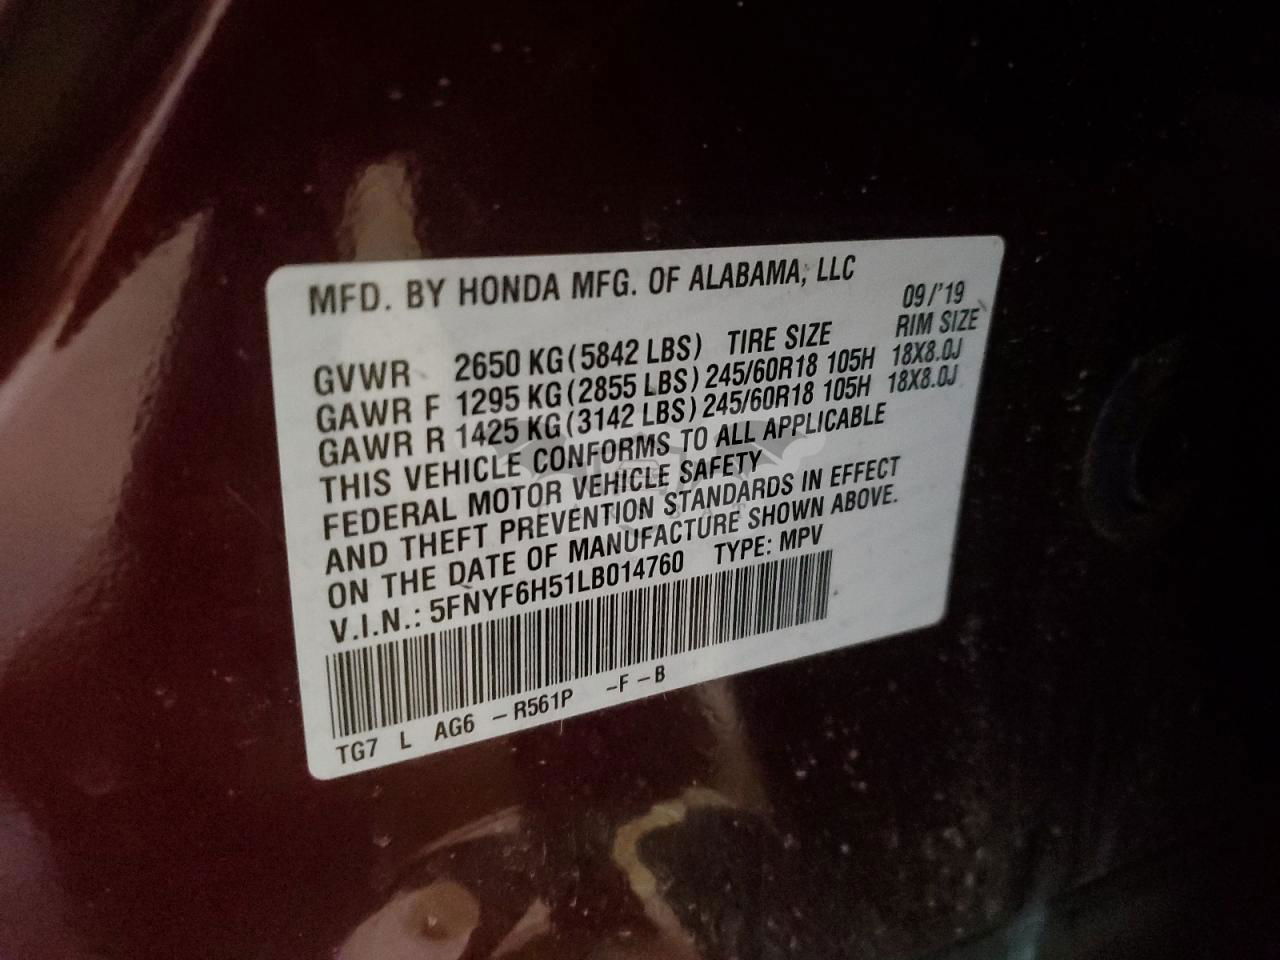 MFD. BY HONDA MFG. OF ALABAMA, LLC
09/'19
GVWR 2650 KG (5842 LBS) TIRE SIZE RIM SIZE
GAWR F 1295 KG (2855 LBS) 245/60R18 105H 18X8.0J
GAWR R 1425 KG (3142 LBS) 245/60R18 105H 18X8.0J
THIS VEHICLE CONFORMS TO ALL APPLICABLE
FEDERAL MOTOR VEHICLE SAFETY
AND THEFT PREVENTION STANDARDS IN EFFECT
ON THE DATE OF MANUFACTURE SHOWN ABOVE.
V.I.N.: 5FNYF6H51LB014760 TYPE: MPV
TG7 L AG6 – R561P –F –B